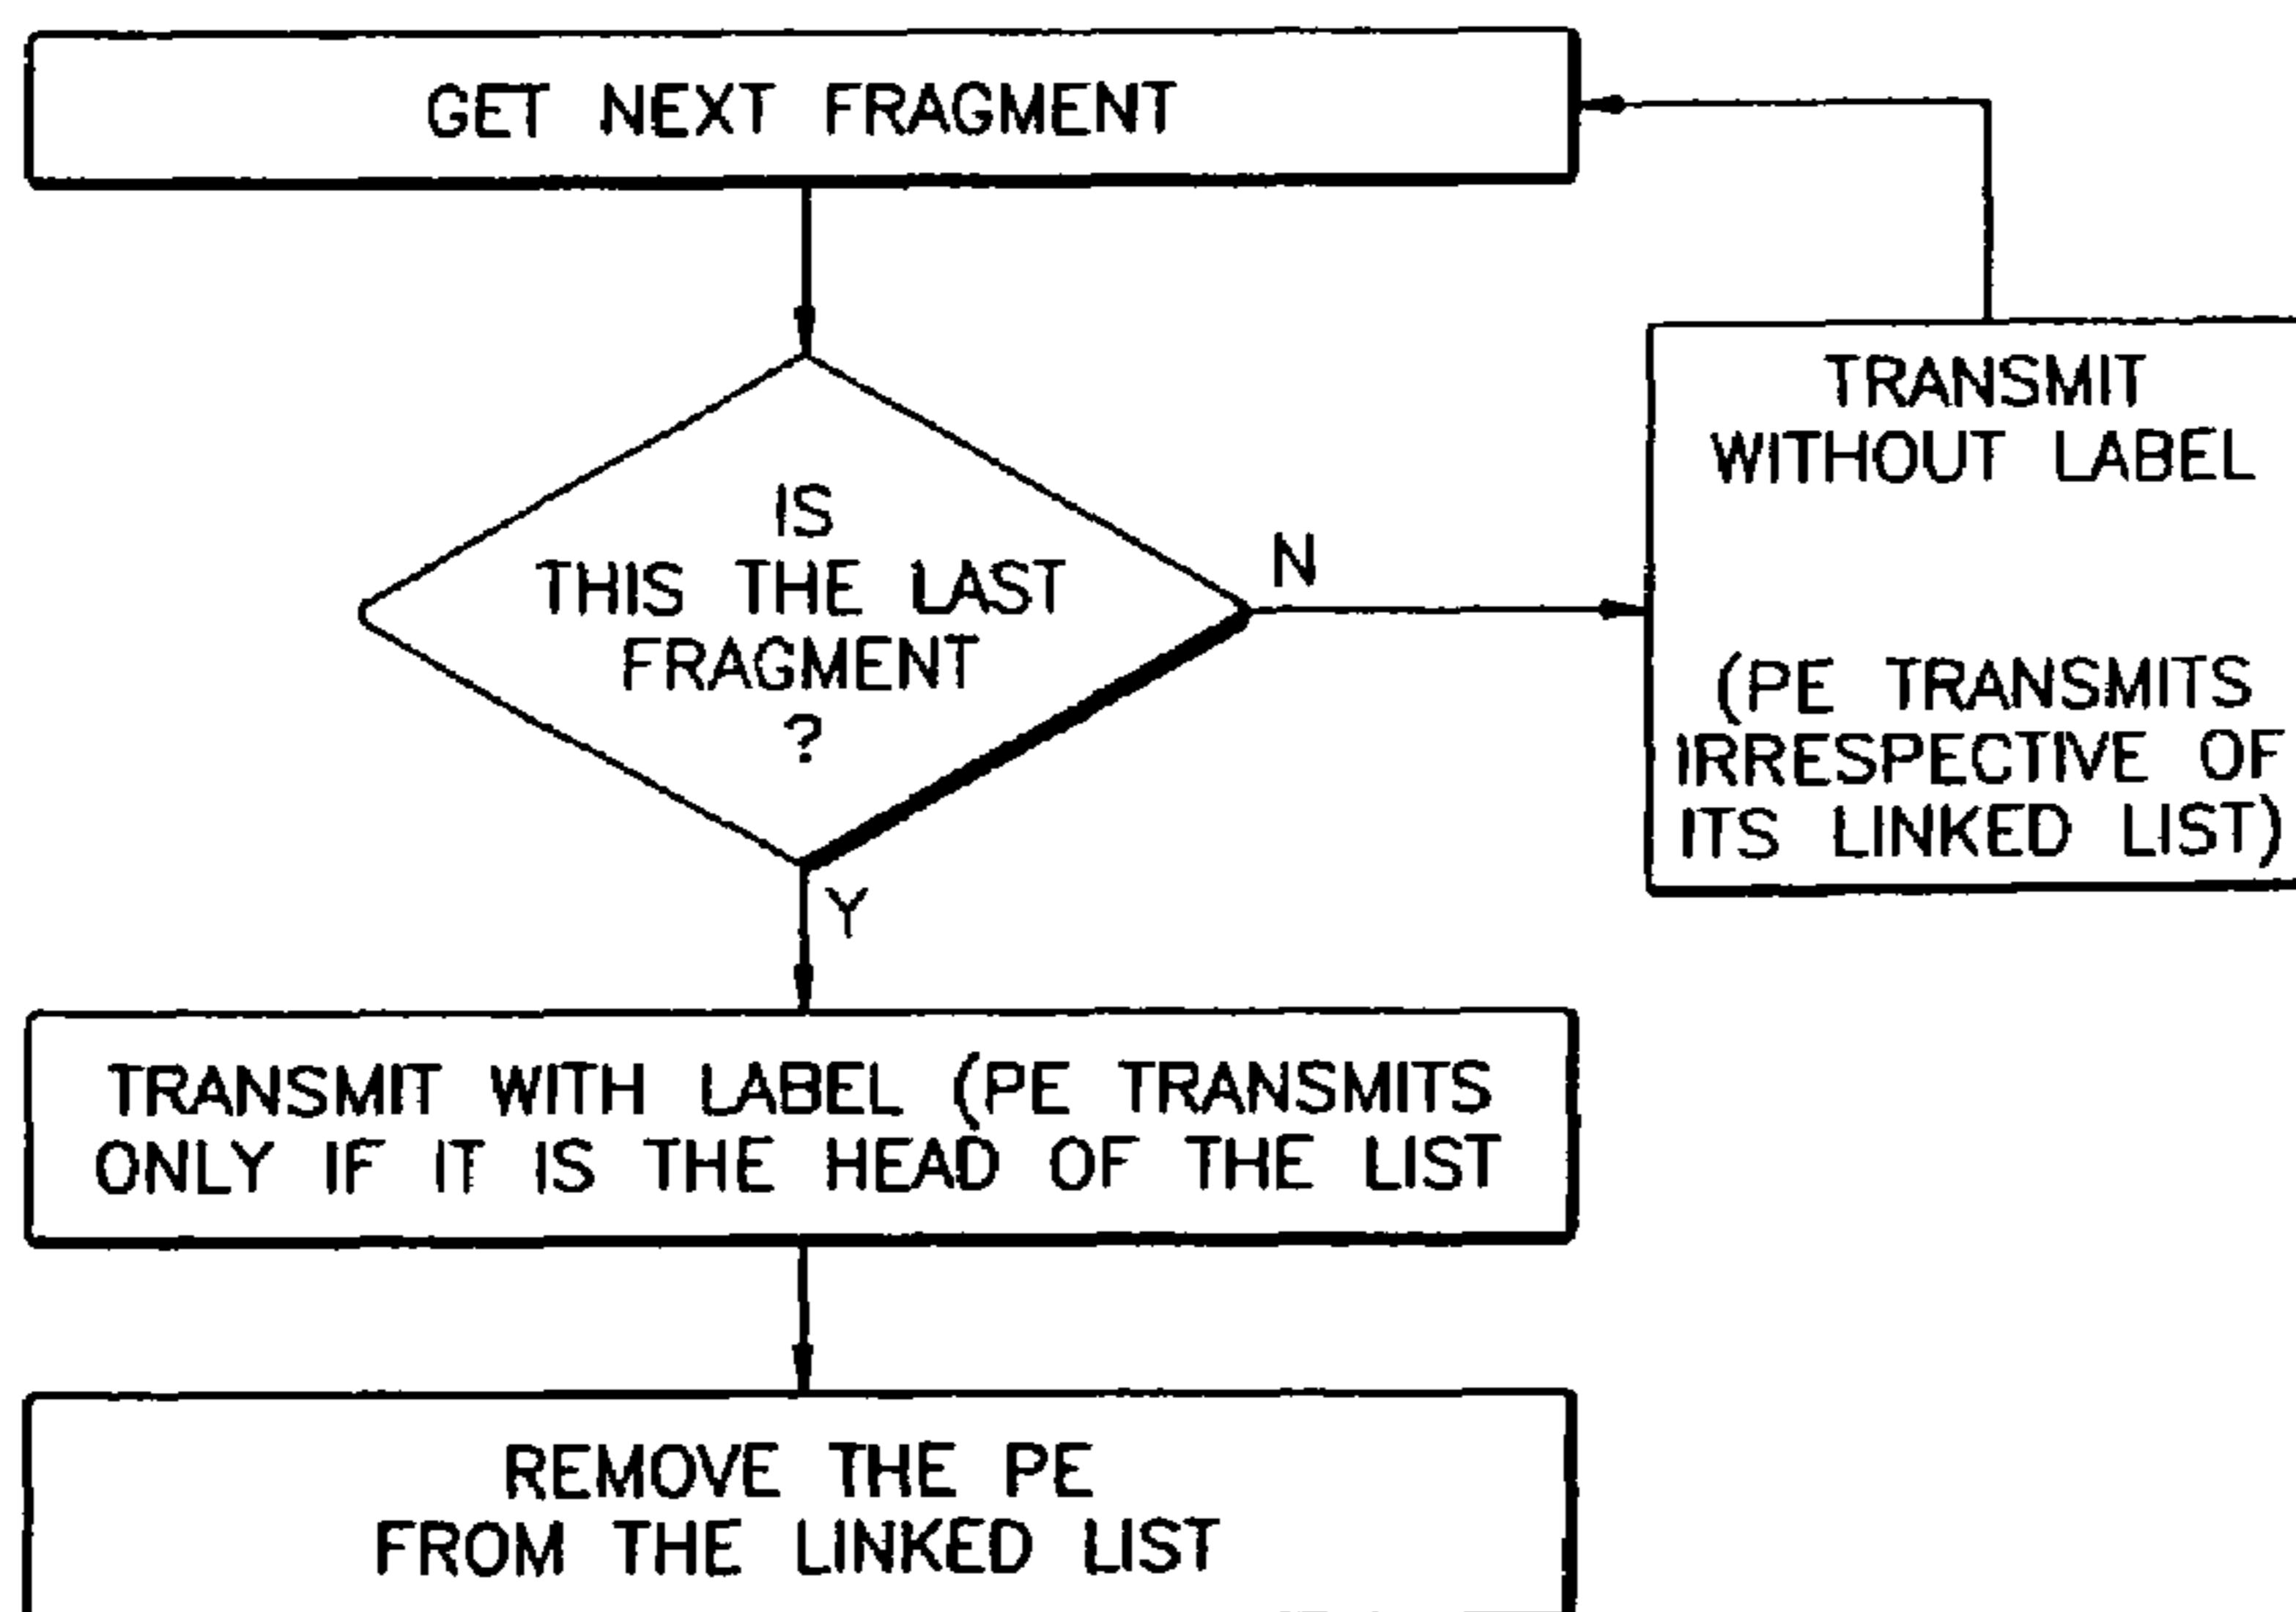 GET NEXT FRAGMENT
IS
THIS THE LAST
FRAGMENT
?
N
Y
TRANSMIT
WITHOUT LABEL
(PE TRANSMITS
IRRESPECTIVE OF
ITS LINKED LIST)
TRANSMIT WITH LABEL (PE TRANSMITS
ONLY IF IT IS THE HEAD OF THE LIST
REMOVE THE PE
FROM THE LINKED LIST